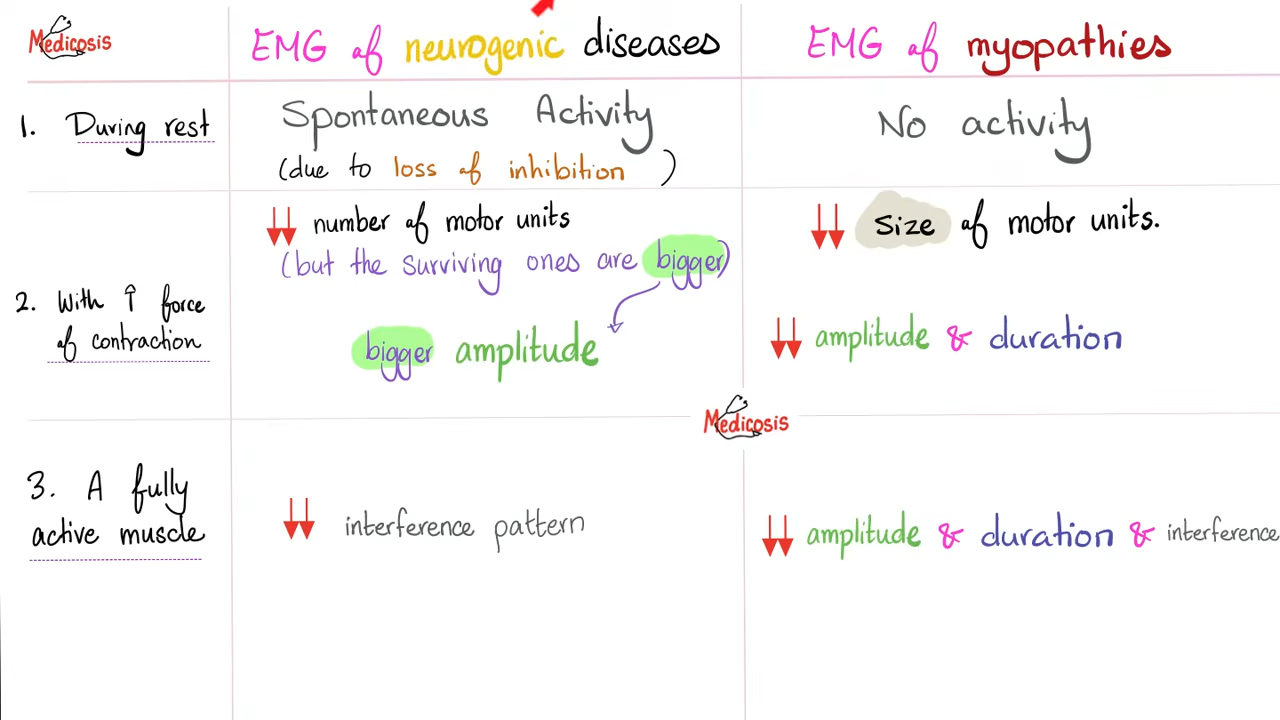 Medicosis
EMG of neurogenic diseases
EMG of myopathies
1. During rest
Spontaneous Activity
(due to loss of inhibition)
No activity
2. With ↑ force
of contraction
↓↓ number of motor units
(but the surviving ones are bigger)
bigger amplitude
↓↓ size of motor units.
↓↓ amplitude & duration
Medicosis
3. A fully
active muscle
↓↓ interference pattern
↓↓ amplitude & duration & interference